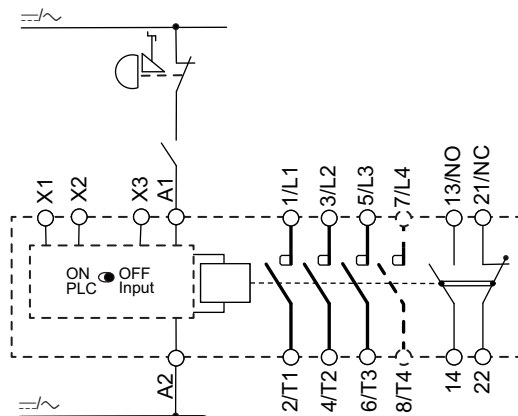 X1
X2
X3
A1
1/L1
3/L2
5/L3
7/L4
13/NO
21/NC
ON OFF
PLC Input
A2
2/T1
4/T2
6/T3
8/T4
14
22